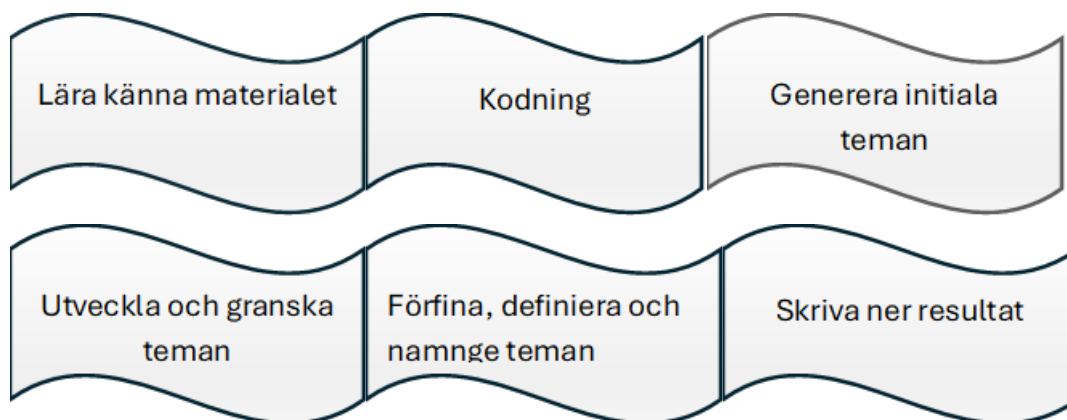 Lära känna materialet
Kodning
Generera initiala
teman
Utveckla och granska
teman
Förfina, definiera och
namnge teman
Skriva ner resultat